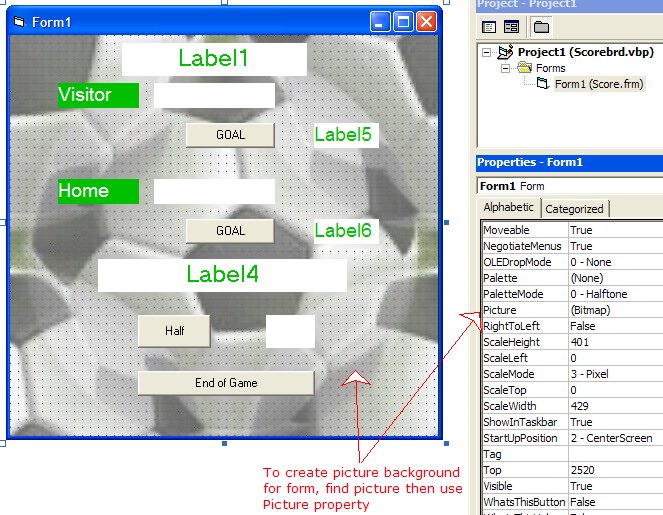 Form1
Label1
Visitor
GOAL
Label5
Home
GOAL
Label6
Label4
Half
End of Game
To create picture background
for form, find picture then use
Picture property
Project - Project1
Project1 (Scorebrd.vbp)
Forms
Form1 (Score.frm)
Properties - Form1
Form1 Form
Alphabetic Categorized
Moveable True
NegotiateMenus True
OLEDropMode 0 - None
Palette (None)
PaletteMode 0 - Halftone
Picture (Bitmap)
RightToLeft False
ScaleHeight 401
ScaleLeft 0
ScaleMode 3 - Pixel
ScaleTop 0
ScaleWidth 429
ShowInTaskbar True
StartUpPosition 2 - CenterScreen
Tag
Top 2520
Visible True
WhatsThisButton False